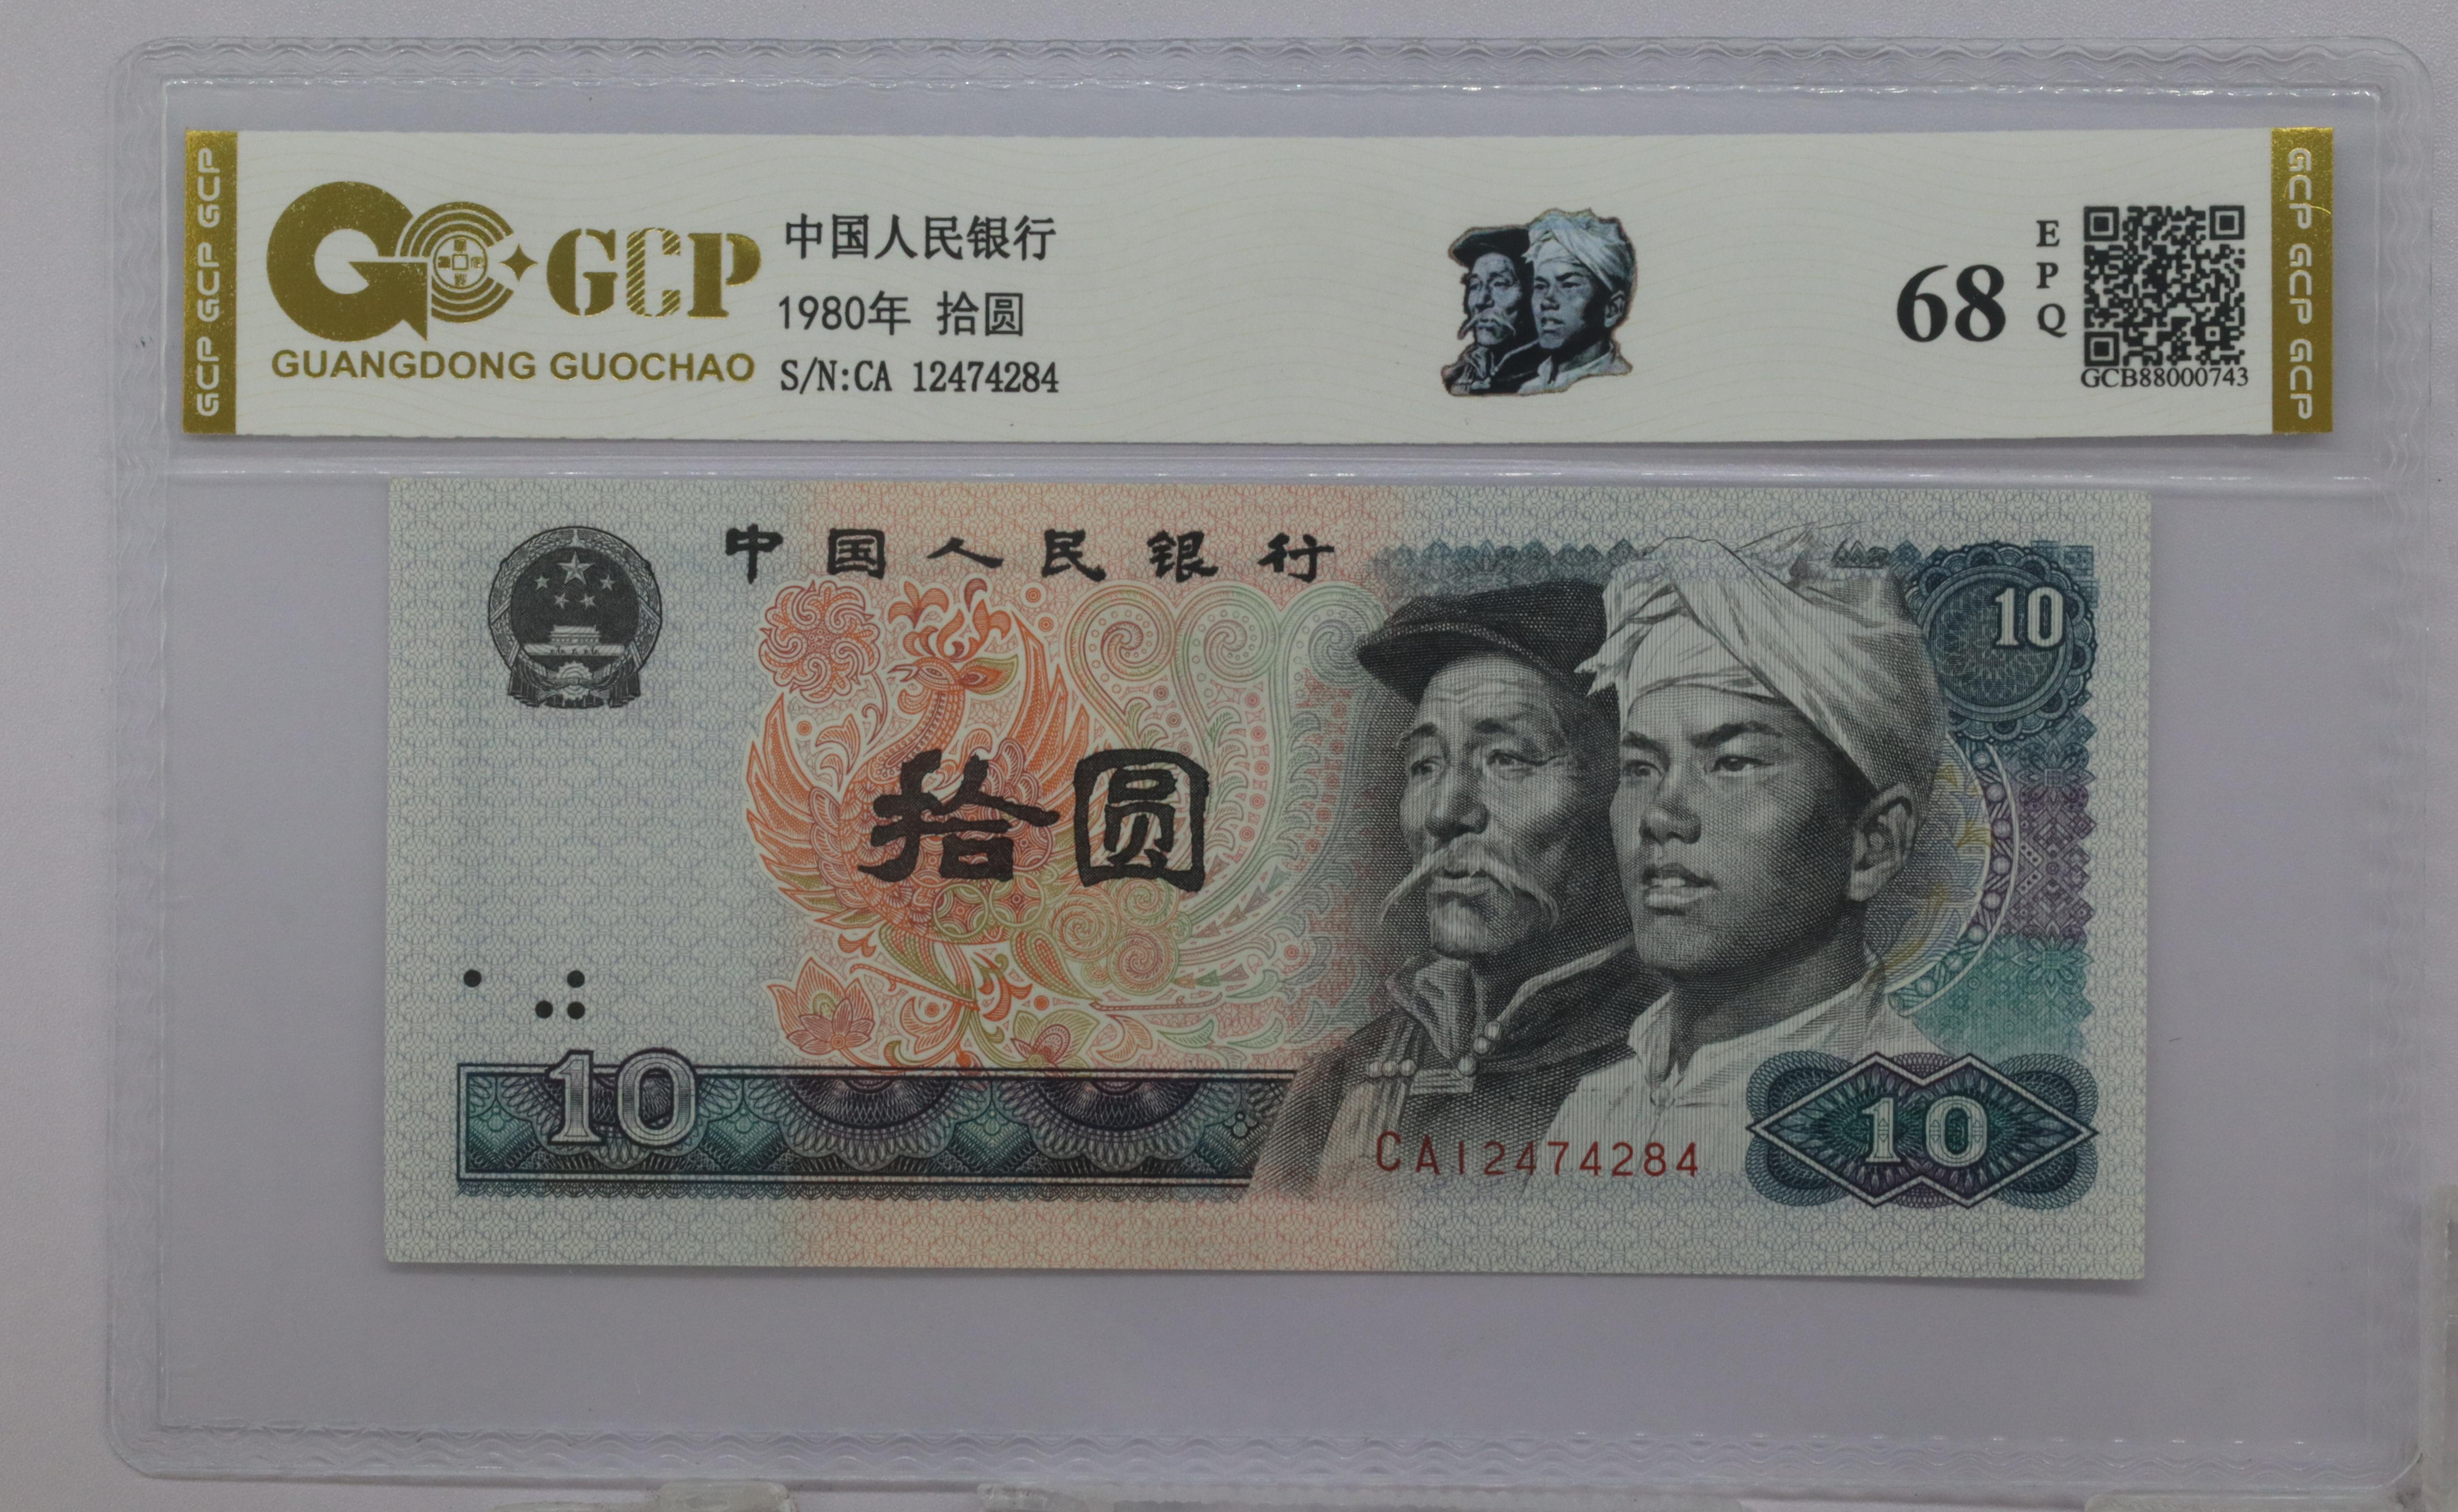 GCP GCP GCP
GC GCP
GUANGDONG GUOCHAO
中国人民银行
1980年 拾圆
S/N:CA 12474284
68
EPQ
GCB88000743
GCP GCP GCP
中国人民银行
10
拾圆
10
CA12474284
10